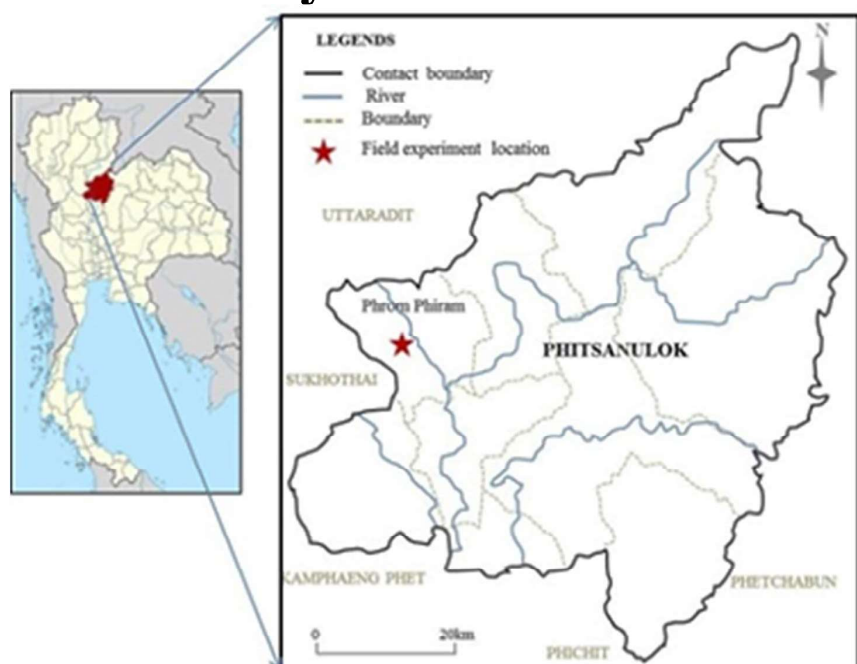 LEGENDS
N
Contact boundary
River
Boundary
Field experiment location
UTTARADIT
Phrom Phiram
PHITSANULOK
SUKHOTHAI
KAMPHAENG PHET
PHETCHABUN
0 20km
PHICHIT